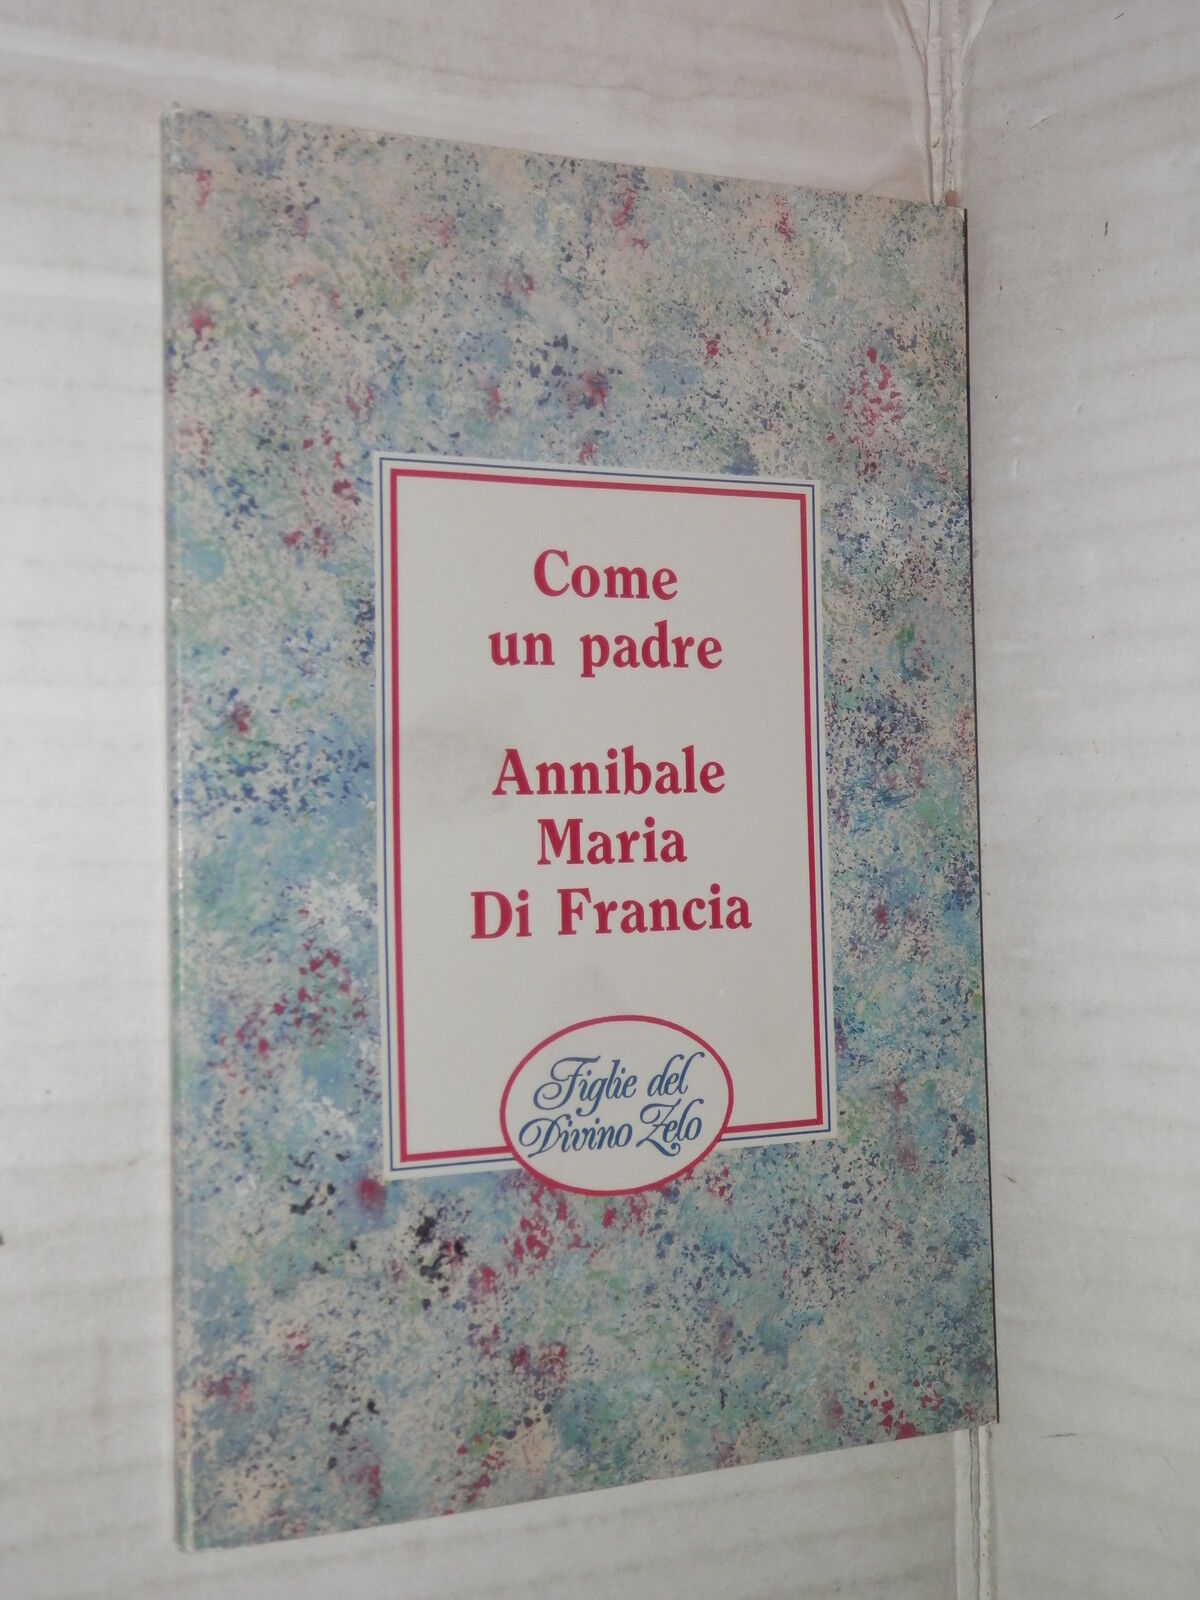 Come
un padre
Annibale
Maria
Di Francia
Figlie del
Divino Zelo